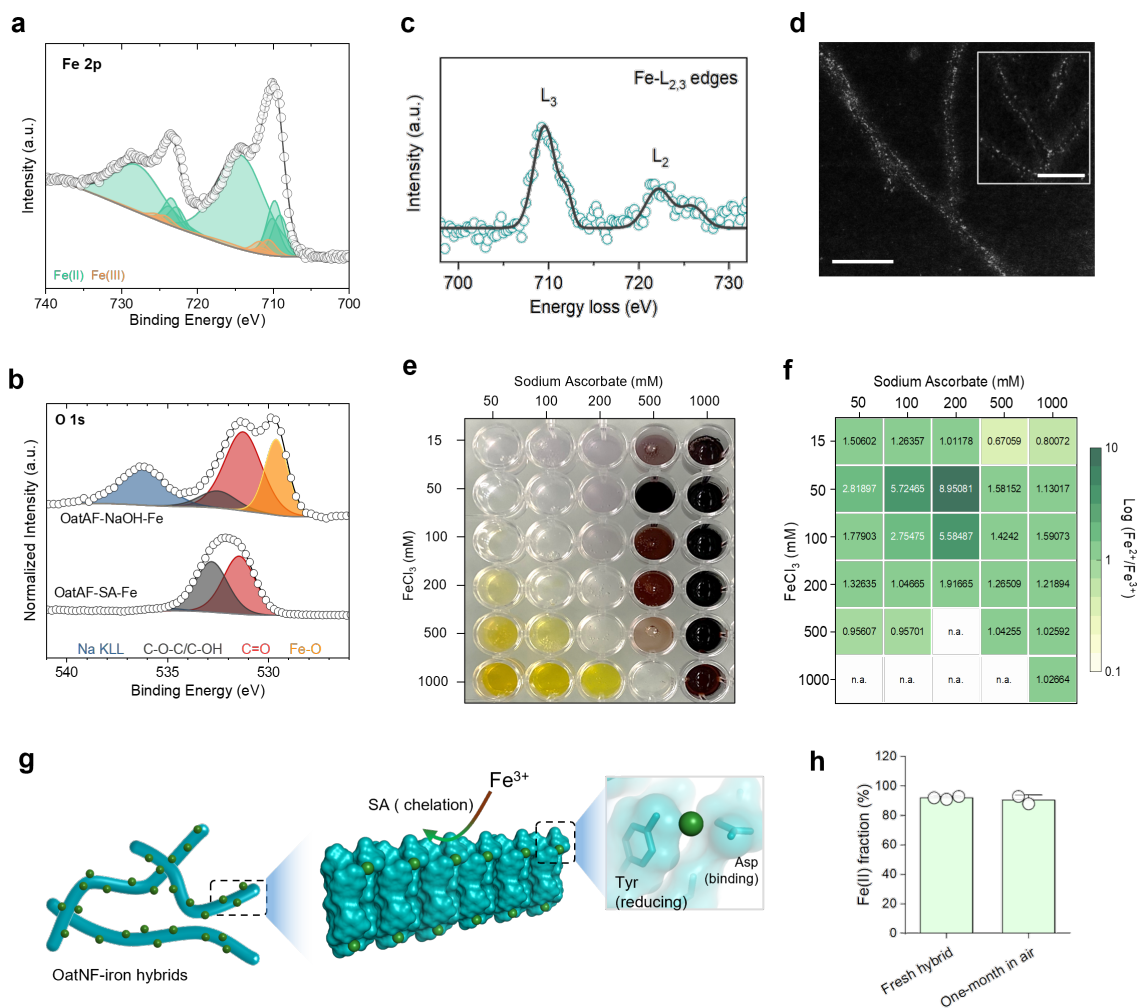 a
Fe 2p
Intensity (a.u.)
Fe(II) Fe(III)
740 730 720 710 700
Binding Energy (eV)
c
Fe-L2,3 edges
L3
L2
Intensity (a.u.)
700 710 720 730
Energy loss (eV)
d
b
O 1s
Normalized Intensity (a.u.)
OatAF-NaOH-Fe
OatAF-SA-Fe
Na KLL C-O-C/C-OH C=O Fe-O
540 535 530
Binding Energy (eV)
e
Sodium Ascorbate (mM)
50 100 200 500 1000
FeCl3 (mM)
15
50
100
200
500
1000
f
Sodium Ascorbate (mM)
50 100 200 500 1000
FeCl3 (mM)
15 1.50602 1.26357 1.01178 0.67059 0.80072
50 2.81897 5.72465 8.95081 1.58152 1.13017
100 1.77903 2.75475 5.58487 1.4242 1.59073
200 1.32635 1.04665 1.91665 1.26509 1.21894
500 0.95607 0.95701 n.a. 1.04255 1.02592
1000 n.a. n.a. n.a. n.a. 1.02664
10
1
0.1
Log (Fe2+/Fe3+)
g
Fe3+
SA ( chelation)
Tyr
(reducing)
Asp
(binding)
OatNF-iron hybrids
h
Fe(II) fraction (%)
120
100
80
60
40
20
0
Fresh hybrid
One-month in air